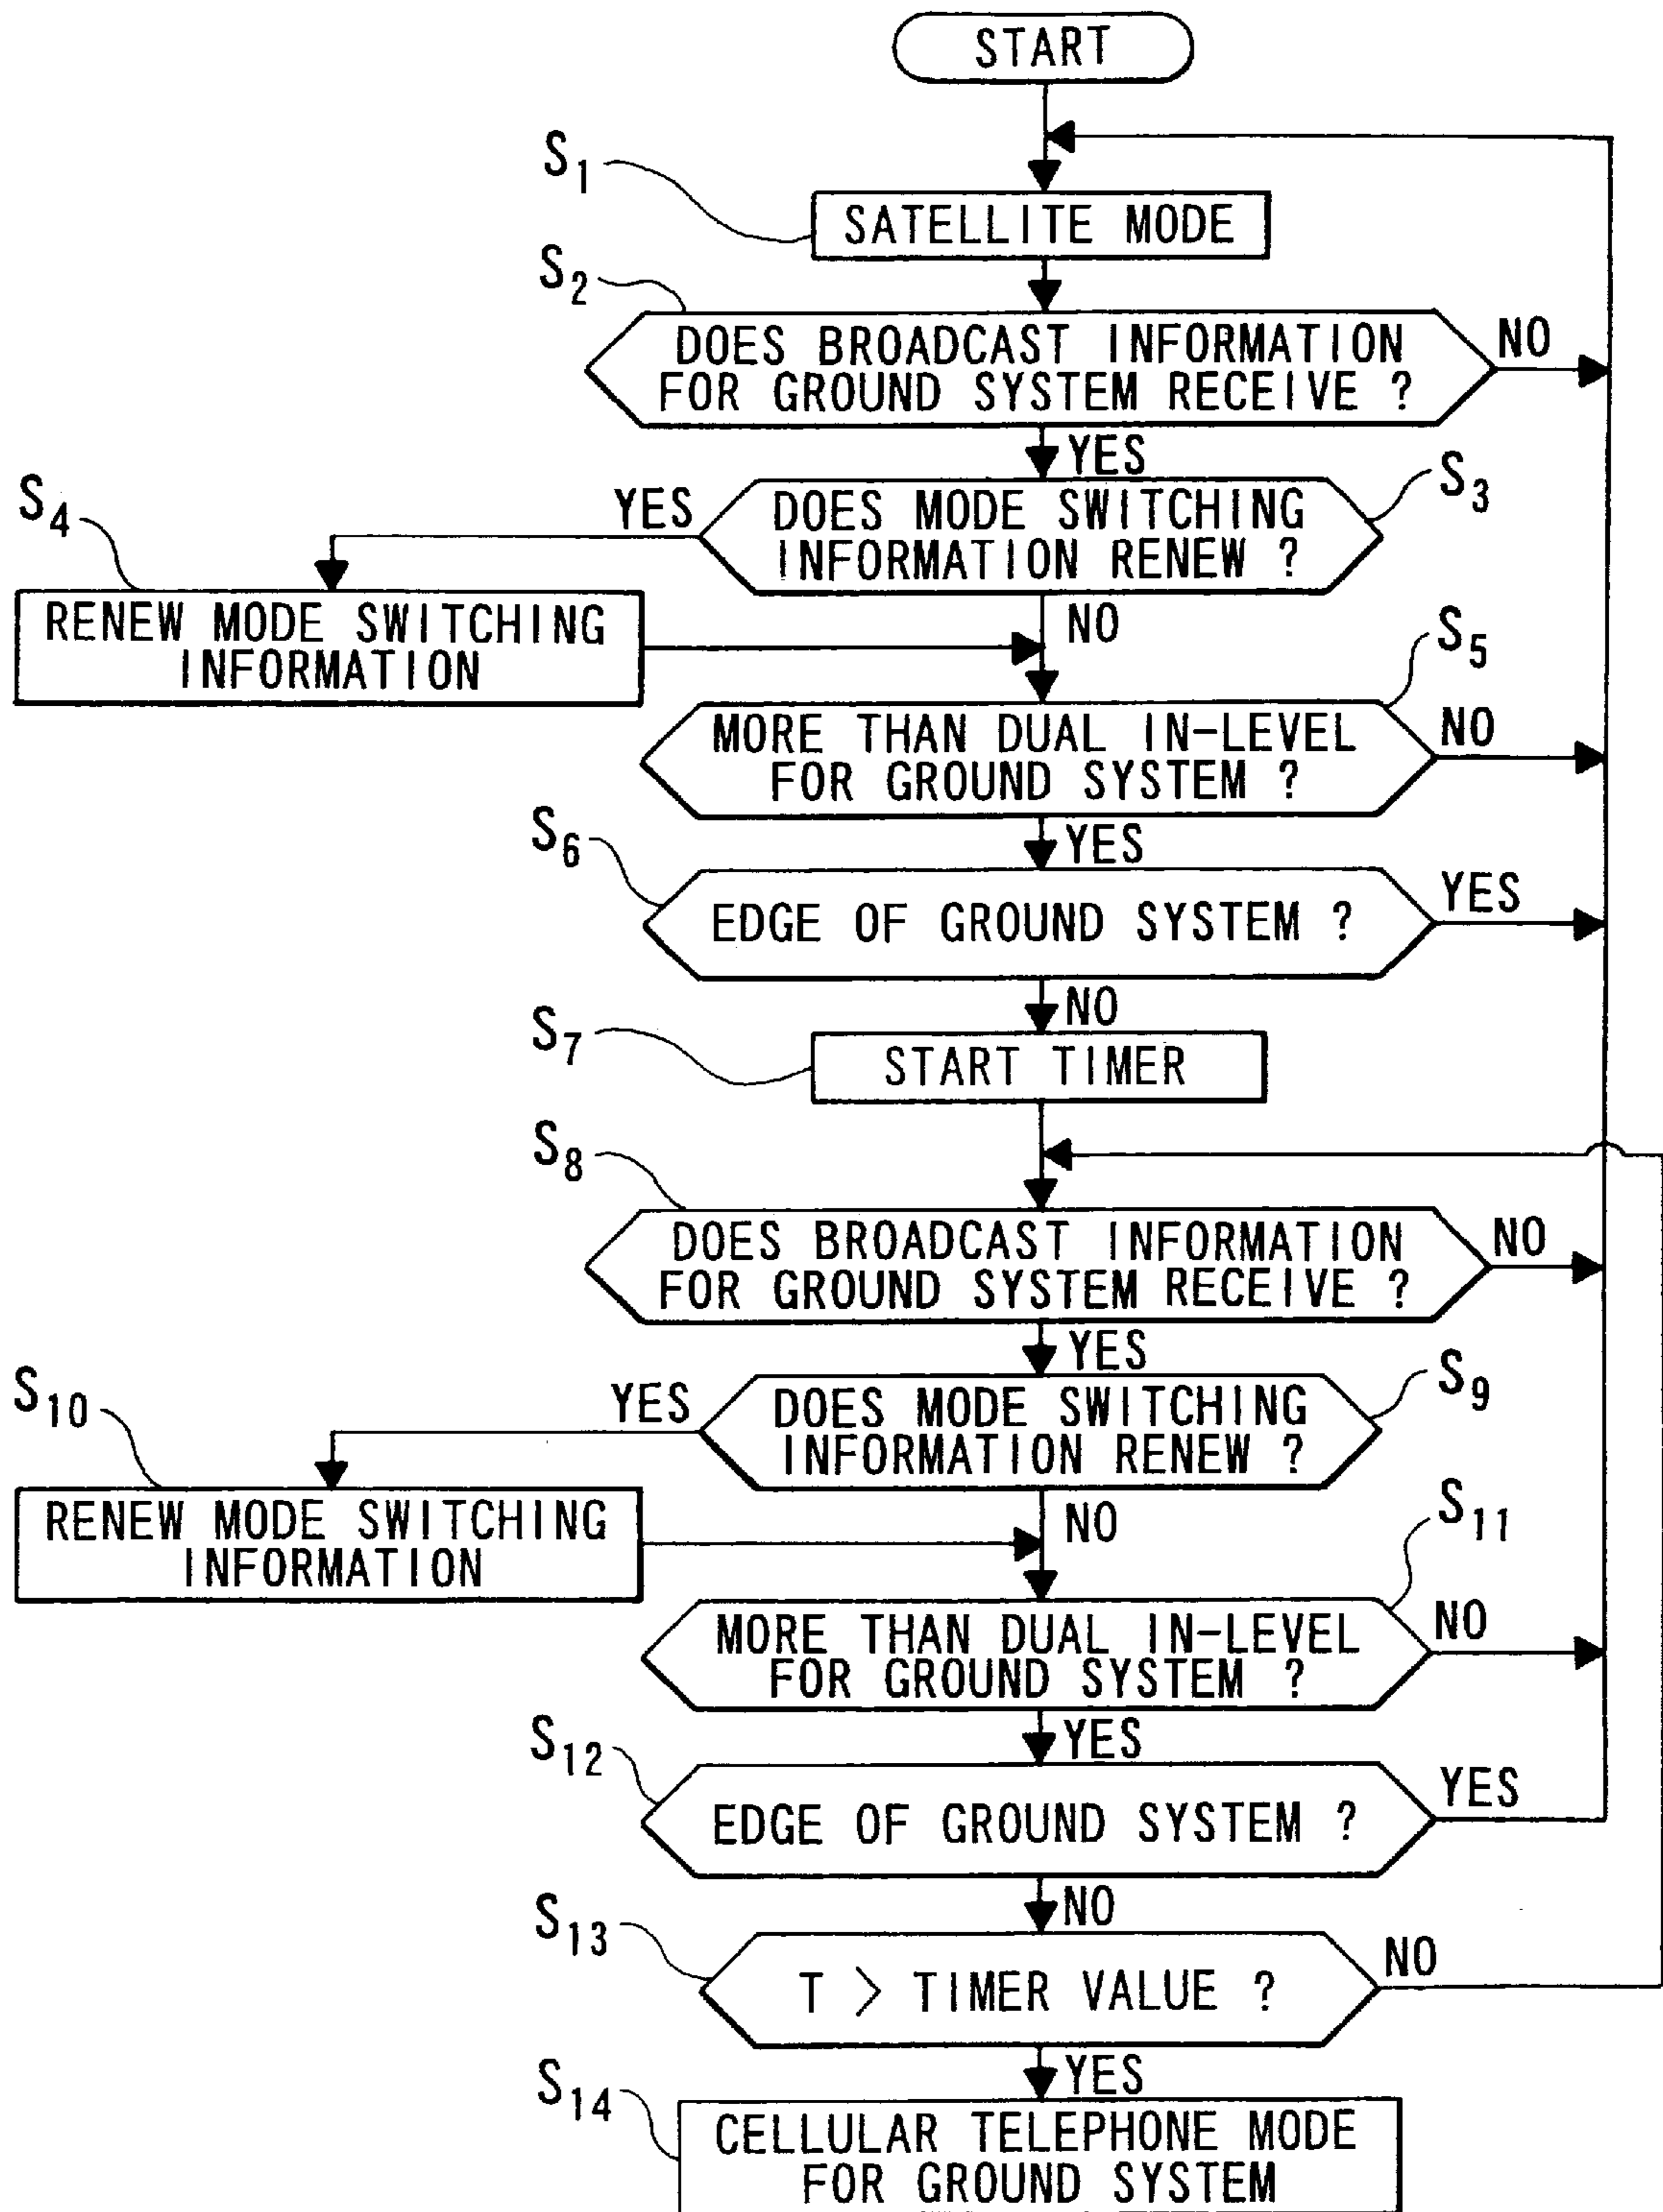 START
S1
SATELLITE MODE
S2
DOES BROADCAST INFORMATION
FOR GROUND SYSTEM RECEIVE ?
NO
YES
S3
DOES MODE SWITCHING
INFORMATION RENEW ?
YES
S4
RENEW MODE SWITCHING
INFORMATION
NO
S5
MORE THAN DUAL IN-LEVEL
FOR GROUND SYSTEM ?
NO
YES
S6
EDGE OF GROUND SYSTEM ?
YES
NO
S7
START TIMER
S8
DOES BROADCAST INFORMATION
FOR GROUND SYSTEM RECEIVE ?
NO
YES
S9
DOES MODE SWITCHING
INFORMATION RENEW ?
YES
S10
RENEW MODE SWITCHING
INFORMATION
NO
S11
MORE THAN DUAL IN-LEVEL
FOR GROUND SYSTEM ?
NO
YES
S12
EDGE OF GROUND SYSTEM ?
YES
NO
S13
T > TIMER VALUE ?
NO
YES
S14
CELLULAR TELEPHONE MODE
FOR GROUND SYSTEM